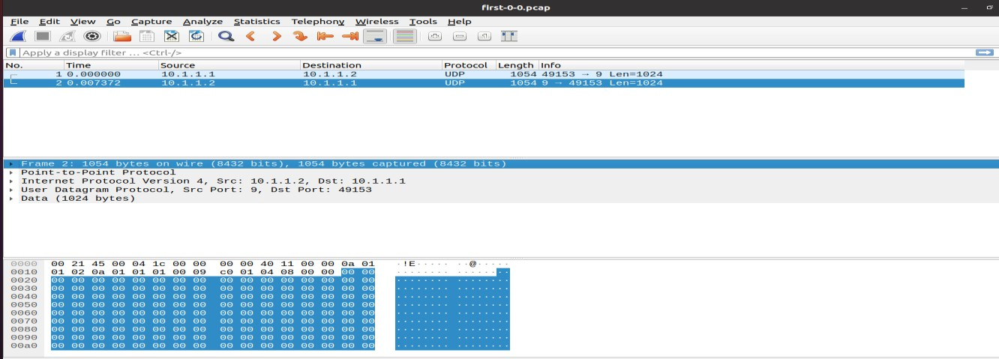 first-0-0.pcap
File Edit View Go Capture Analyze Statistics Telephony Wireless Tools Help
Apply a display filter ... <Ctrl-/>
No. Time Source Destination Protocol Length Info
1 0.000000 10.1.1.1 10.1.1.2 UDP 1054 49153 → 9 Len=1024
2 0.007372 10.1.1.2 10.1.1.1 UDP 1054 9 → 49153 Len=1024
Frame 2: 1054 bytes on wire (8432 bits), 1054 bytes captured (8432 bits)
Point-to-Point Protocol
Internet Protocol Version 4, Src: 10.1.1.2, Dst: 10.1.1.1
User Datagram Protocol, Src Port: 9, Dst Port: 49153
Data (1024 bytes)
0000 00 21 45 00 04 1c 00 00 00 00 40 11 00 00 0a 01 ·!E····· ··@·····
0010 01 02 0a 01 01 01 00 09 c0 01 04 08 00 00 00 00 ········ ········
0020 00 00 00 00 00 00 00 00 00 00 00 00 00 00 00 00 ········ ········
0030 00 00 00 00 00 00 00 00 00 00 00 00 00 00 00 00 ········ ········
0040 00 00 00 00 00 00 00 00 00 00 00 00 00 00 00 00 ········ ········
0050 00 00 00 00 00 00 00 00 00 00 00 00 00 00 00 00 ········ ········
0060 00 00 00 00 00 00 00 00 00 00 00 00 00 00 00 00 ········ ········
0070 00 00 00 00 00 00 00 00 00 00 00 00 00 00 00 00 ········ ········
0080 00 00 00 00 00 00 00 00 00 00 00 00 00 00 00 00 ········ ········
0090 00 00 00 00 00 00 00 00 00 00 00 00 00 00 00 00 ········ ········
00a0 00 00 00 00 00 00 00 00 00 00 00 00 00 00 00 00 ········ ········